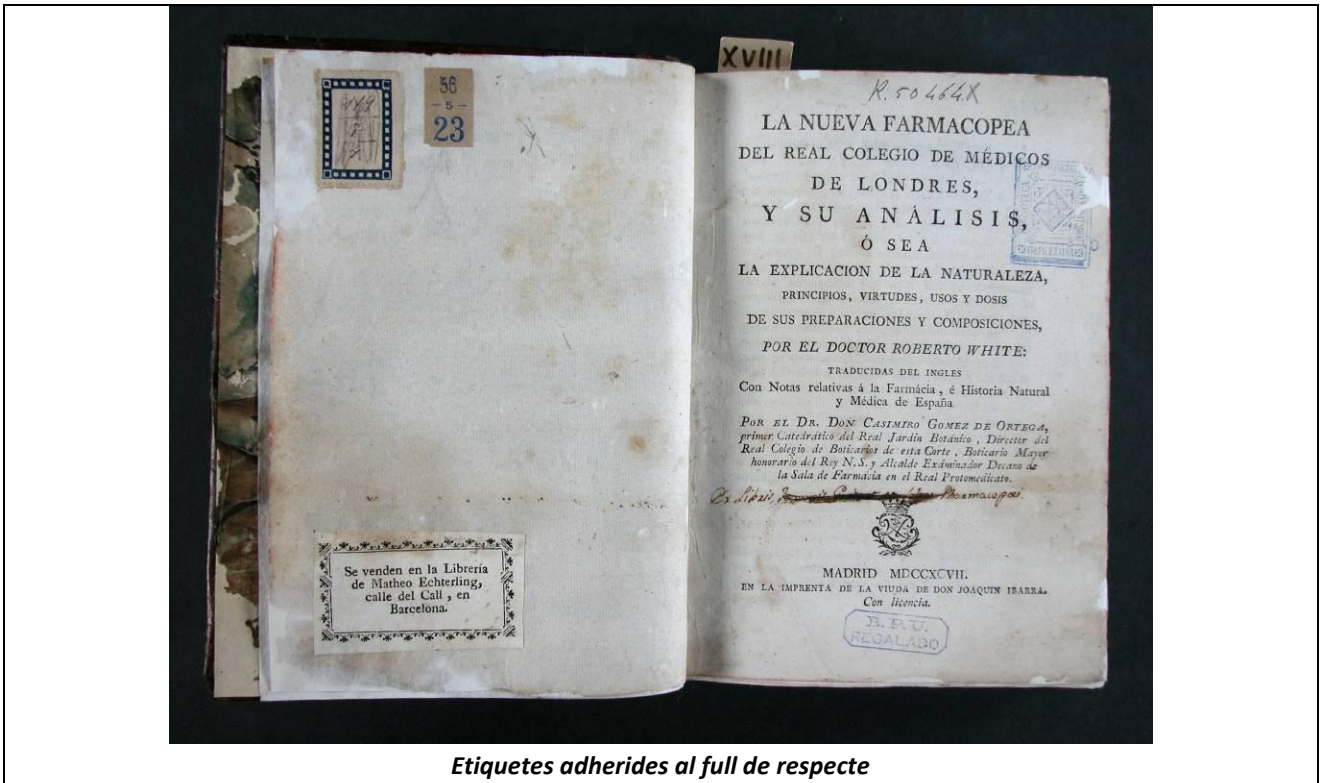 56
- 5 -
23
Se venden en la Librería
de Matheo Echterling,
calle del Call, en
Barcelona.
XVIII
R. 50464X
LA NUEVA FARMACOPEA
DEL REAL COLEGIO DE MÉDICOS
DE LONDRES,
Y SU ANÁLISIS,
Ó SEA
LA EXPLICACION DE LA NATURALEZA,
PRINCIPIOS, VIRTUDES, USOS Y DOSIS
DE SUS PREPARACIONES Y COMPOSICIONES,
POR EL DOCTOR ROBERTO WHITE:
TRADUCIDAS DEL INGLES
Con Notas relativas á la Farmácia, é Historia Natural
y Médica de España
POR EL DR. DON CASIMIRO GOMEZ DE ORTEGA,
primer Catedrático del Real Jardin Botánico, Director del
Real Colegio de Boticarios de esta Corte, Boticario Mayor
honorario del Rey N.S. y Alcalde Exâminador Decano de
la Sala de Farmácia en el Real Protomedicato.
Ex Libris Pharmacopœ
MADRID MDCCXCVII.
EN LA IMPRENTA DE LA VIUDA DE DON JOAQUIN IBARRA.
Con licencia.
B. P. U.
REGALADO
Etiquetes adherides al full de respecte